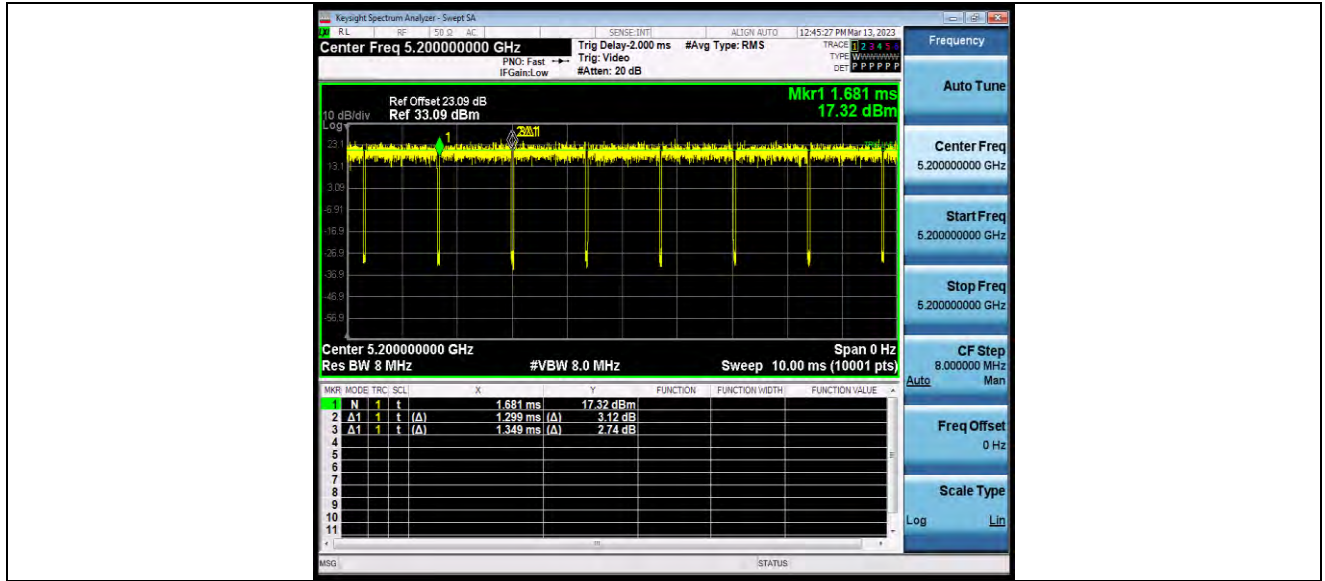 Keysight Spectrum Analyzer - Swept SA
RL RF 50 Ω AC SENSE:INT ALIGN AUTO 12:45:27 PM Mar 13, 2023
Center Freq 5.200000000 GHz
Trig Delay-2.000 ms #Avg Type: RMS
TRACE 1 2 3 4 5 6
PNO: Fast
Trig: Video
TYPE WWWWWW
IFGain:Low
#Atten: 20 dB
DET P P P P P P
Mkr1 1.681 ms
17.32 dBm
Ref Offset 23.09 dB
10 dB/div Ref 33.09 dBm
Log
1
23.1
13.1
3.09
-6.91
-16.9
-26.9
-36.9
-46.9
-56.9
Center 5.200000000 GHz Span 0 Hz
Res BW 8 MHz #VBW 8.0 MHz Sweep 10.00 ms (10001 pts)
MKR MODE TRC SCL X Y FUNCTION FUNCTION WIDTH FUNCTION VALUE
1 N 1 t 1.681 ms 17.32 dBm
2 Δ1 1 t (Δ) 1.299 ms (Δ) 3.12 dB
3 Δ1 1 t (Δ) 1.349 ms (Δ) 2.74 dB
4
5
6
7
8
9
10
11
MSG STATUS
Frequency
Auto Tune
Center Freq
5.200000000 GHz
Start Freq
5.200000000 GHz
Stop Freq
5.200000000 GHz
CF Step
8.000000 MHz
Auto Man
Freq Offset
0 Hz
Scale Type
Log Lin